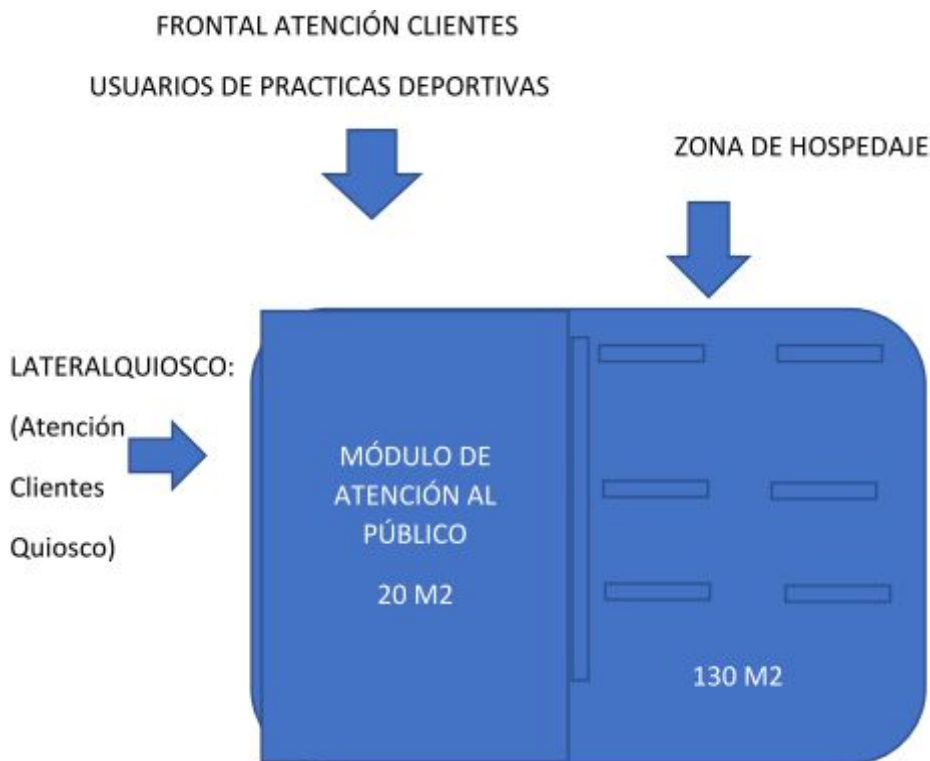 FRONTAL ATENCIÓN CLIENTES
USUARIOS DE PRACTICAS DEPORTIVAS
ZONA DE HOSPEDAJE
LATERALQUIOSCO:
(Atención
Clientes
Quiosco)
MÓDULO DE
ATENCIÓN AL
PÚBLICO
20 M2
130 M2